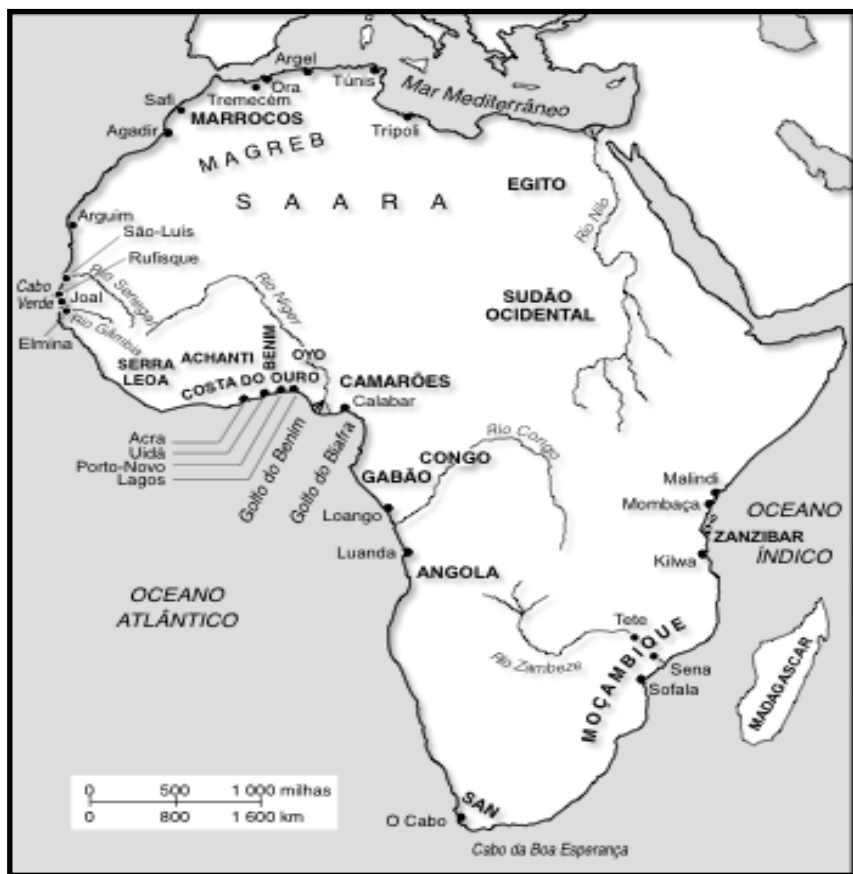 Argel
Túnis
Ora
Tremecém
Mar Mediterrâneo
Safi
MARROCOS
Agadir
Tripoli
MAGREB
SAARA
EGITO
Rio Nilo
Arguim
São-Luís
Rufisque
Cabo
Verde
Joal
Rio Senegal
Rio Gâmbia
Elmina
Rio Níger
SUDÃO
OCIDENTAL
SERRA
LEOA
ACHANTI
BENIM
OYO
COSTA DO OURO
CAMARÕES
Calabar
Acra
Uidá
Porto-Novo
Lagos
Golfo do Benim
Golfo do Biafra
Rio Congo
CONGO
GABÃO
Loango
Luanda
ANGOLA
Malindi
Mombaça
OCEANO
ÍNDICO
ZANZIBAR
Kilwa
OCEANO
ATLÂNTICO
Tete
Rio Zambeze
MOÇAMBIQUE
Sena
Sofala
MADAGASCAR
0 500 1 000 milhas
0 800 1 600 km
SAN
O Cabo
Cabo da Boa Esperança